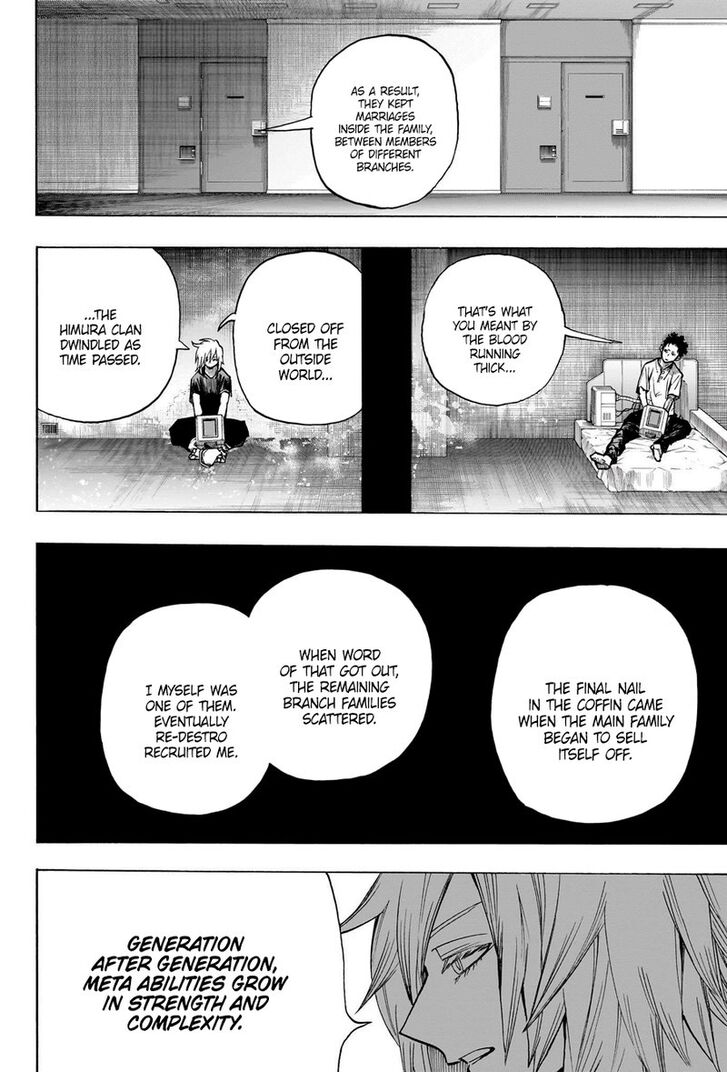 AS A RESULT,
THEY KEPT
MARRIAGES
INSIDE THE FAMILY,
BETWEEN MEMBERS
OF DIFFERENT
BRANCHES.
THAT'S WHAT
YOU MEANT BY
THE BLOOD
RUNNING
THICK...
CLOSED OFF
FROM THE
OUTSIDE
WORLD...
...THE
HIMURA CLAN
DWINDLED AS
TIME PASSED.
THE FINAL NAIL
IN THE COFFIN CAME
WHEN THE MAIN FAMILY
BEGAN TO SELL
ITSELF OFF.
WHEN WORD
OF THAT GOT OUT,
THE REMAINING
BRANCH FAMILIES
SCATTERED.
I MYSELF WAS
ONE OF THEM.
EVENTUALLY
RE-DESTRO
RECRUITED ME.
GENERATION
AFTER GENERATION,
META ABILITIES GROW
IN STRENGTH AND
COMPLEXITY.